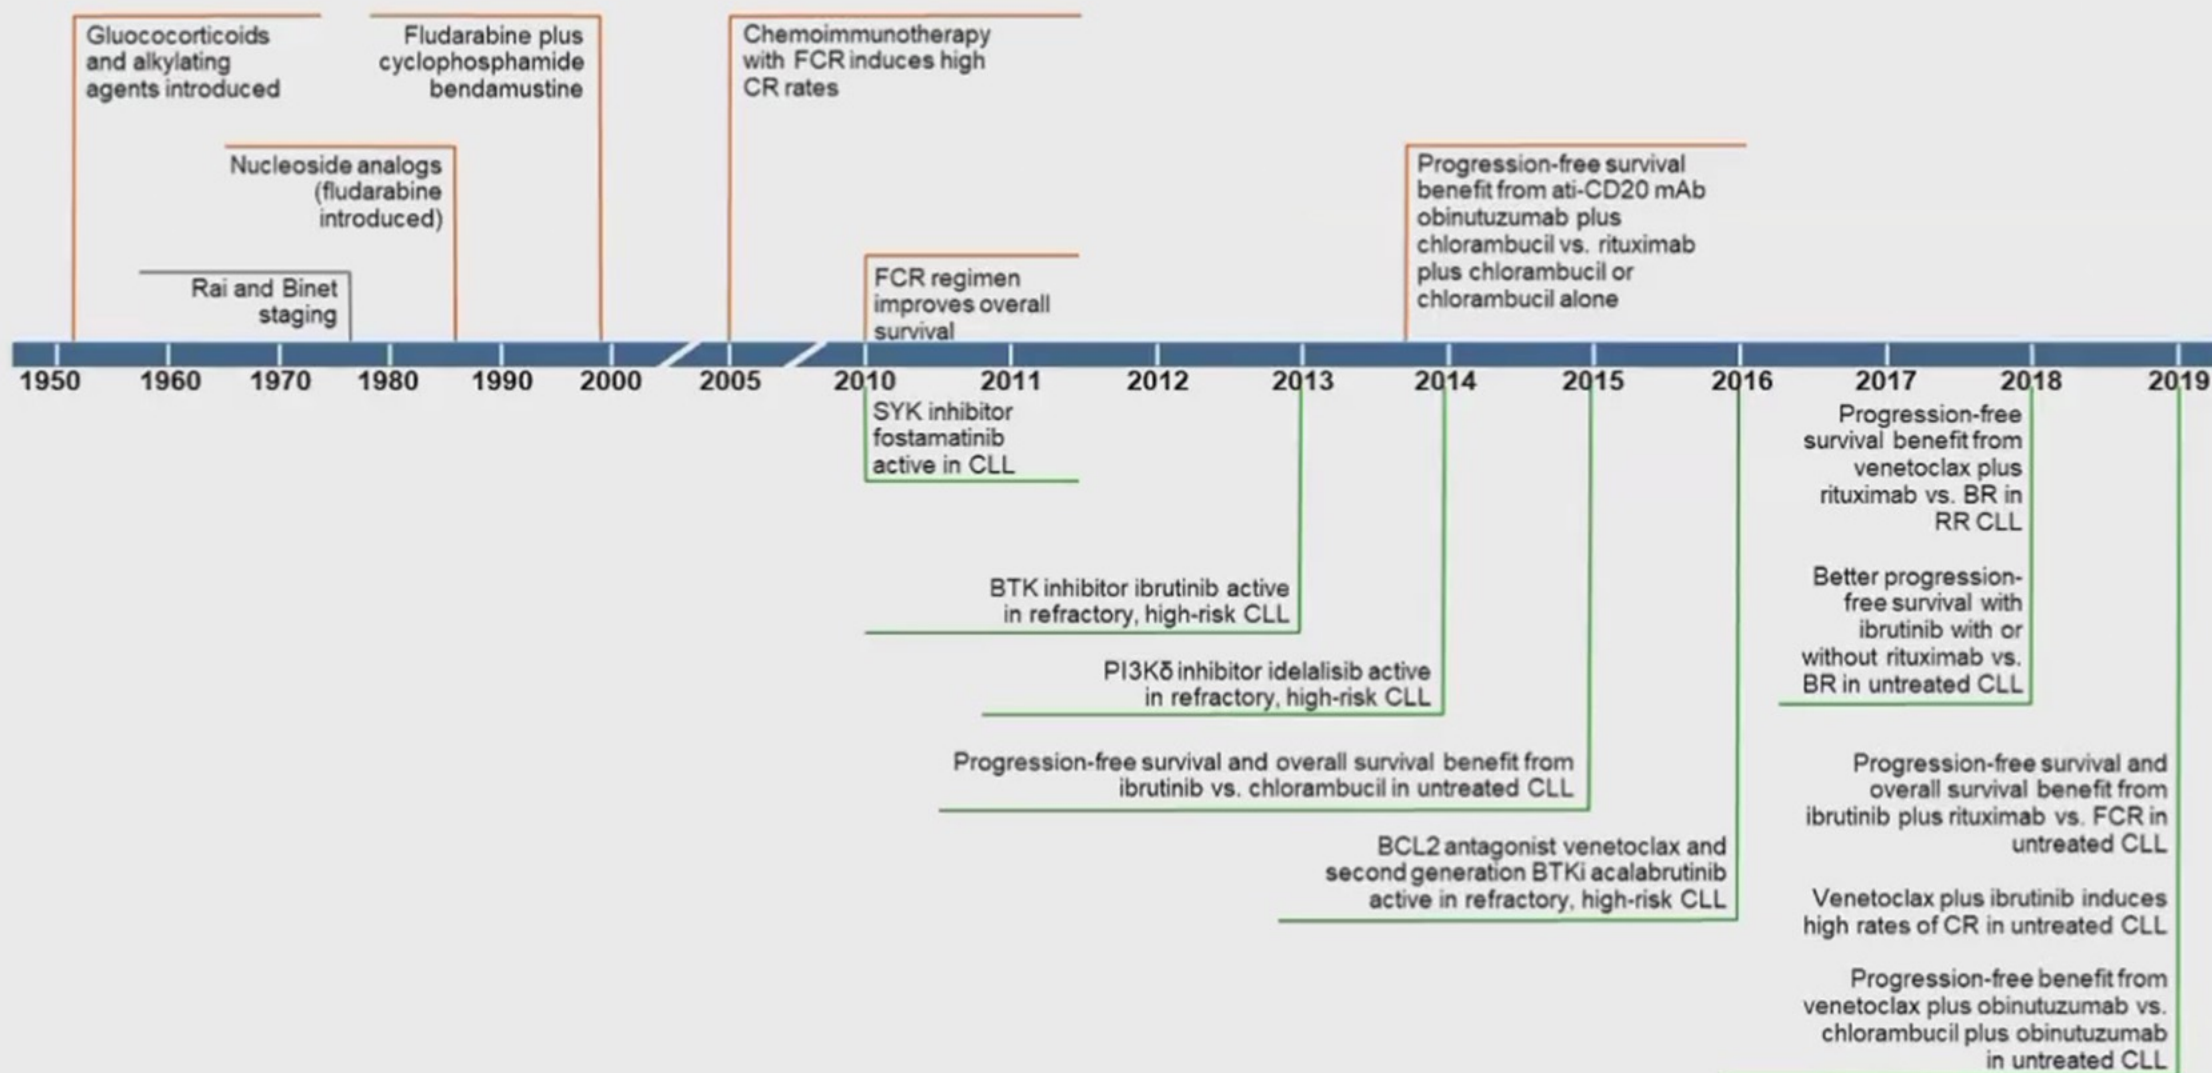 Gluococorticoids
and alkylating
agents introduced
Fludarabine plus
cyclophosphamide
bendamustine
Chemoimmunotherapy
with FCR induces high
CR rates
Nucleoside analogs
(fludarabine
introduced)
Progression-free survival
benefit from ati-CD20 mAb
obinutuzumab plus
chlorambucil vs. rituximab
plus chlorambucil or
chlorambucil alone
Rai and Binet
staging
FCR regimen
improves overall
survival
1950 1960 1970 1980 1990 2000 2005 2010 2011 2012 2013 2014 2015 2016 2017 2018 2019
SYK inhibitor
fostamatinib
active in CLL
BTK inhibitor ibrutinib active
in refractory, high-risk CLL
PI3Kδ inhibitor idelalisib active
in refractory, high-risk CLL
Progression-free survival and overall survival benefit from
ibrutinib vs. chlorambucil in untreated CLL
BCL2 antagonist venetoclax and
second generation BTKi acalabrutinib
active in refractory, high-risk CLL
Progression-free
survival benefit from
venetoclax plus
rituximab vs. BR in
RR CLL
Better progression-
free survival with
ibrutinib with or
without rituximab vs.
BR in untreated CLL
Progression-free survival and
overall survival benefit from
ibrutinib plus rituximab vs. FCR in
untreated CLL
Venetoclax plus ibrutinib induces
high rates of CR in untreated CLL
Progression-free benefit from
venetoclax plus obinutuzumab vs.
chlorambucil plus obinutuzumab
in untreated CLL